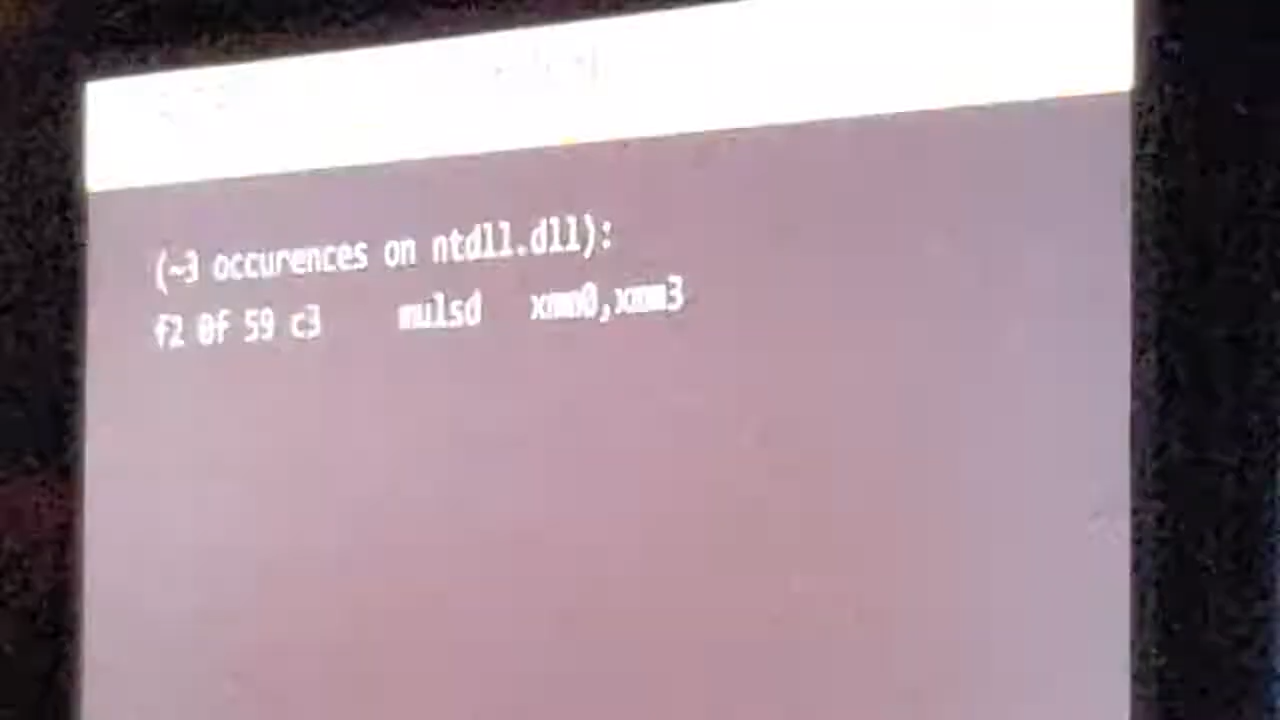 (~3 occurences on ntdll.dll):
f2 0f 59 c3 mulsd xmm0,xmm3